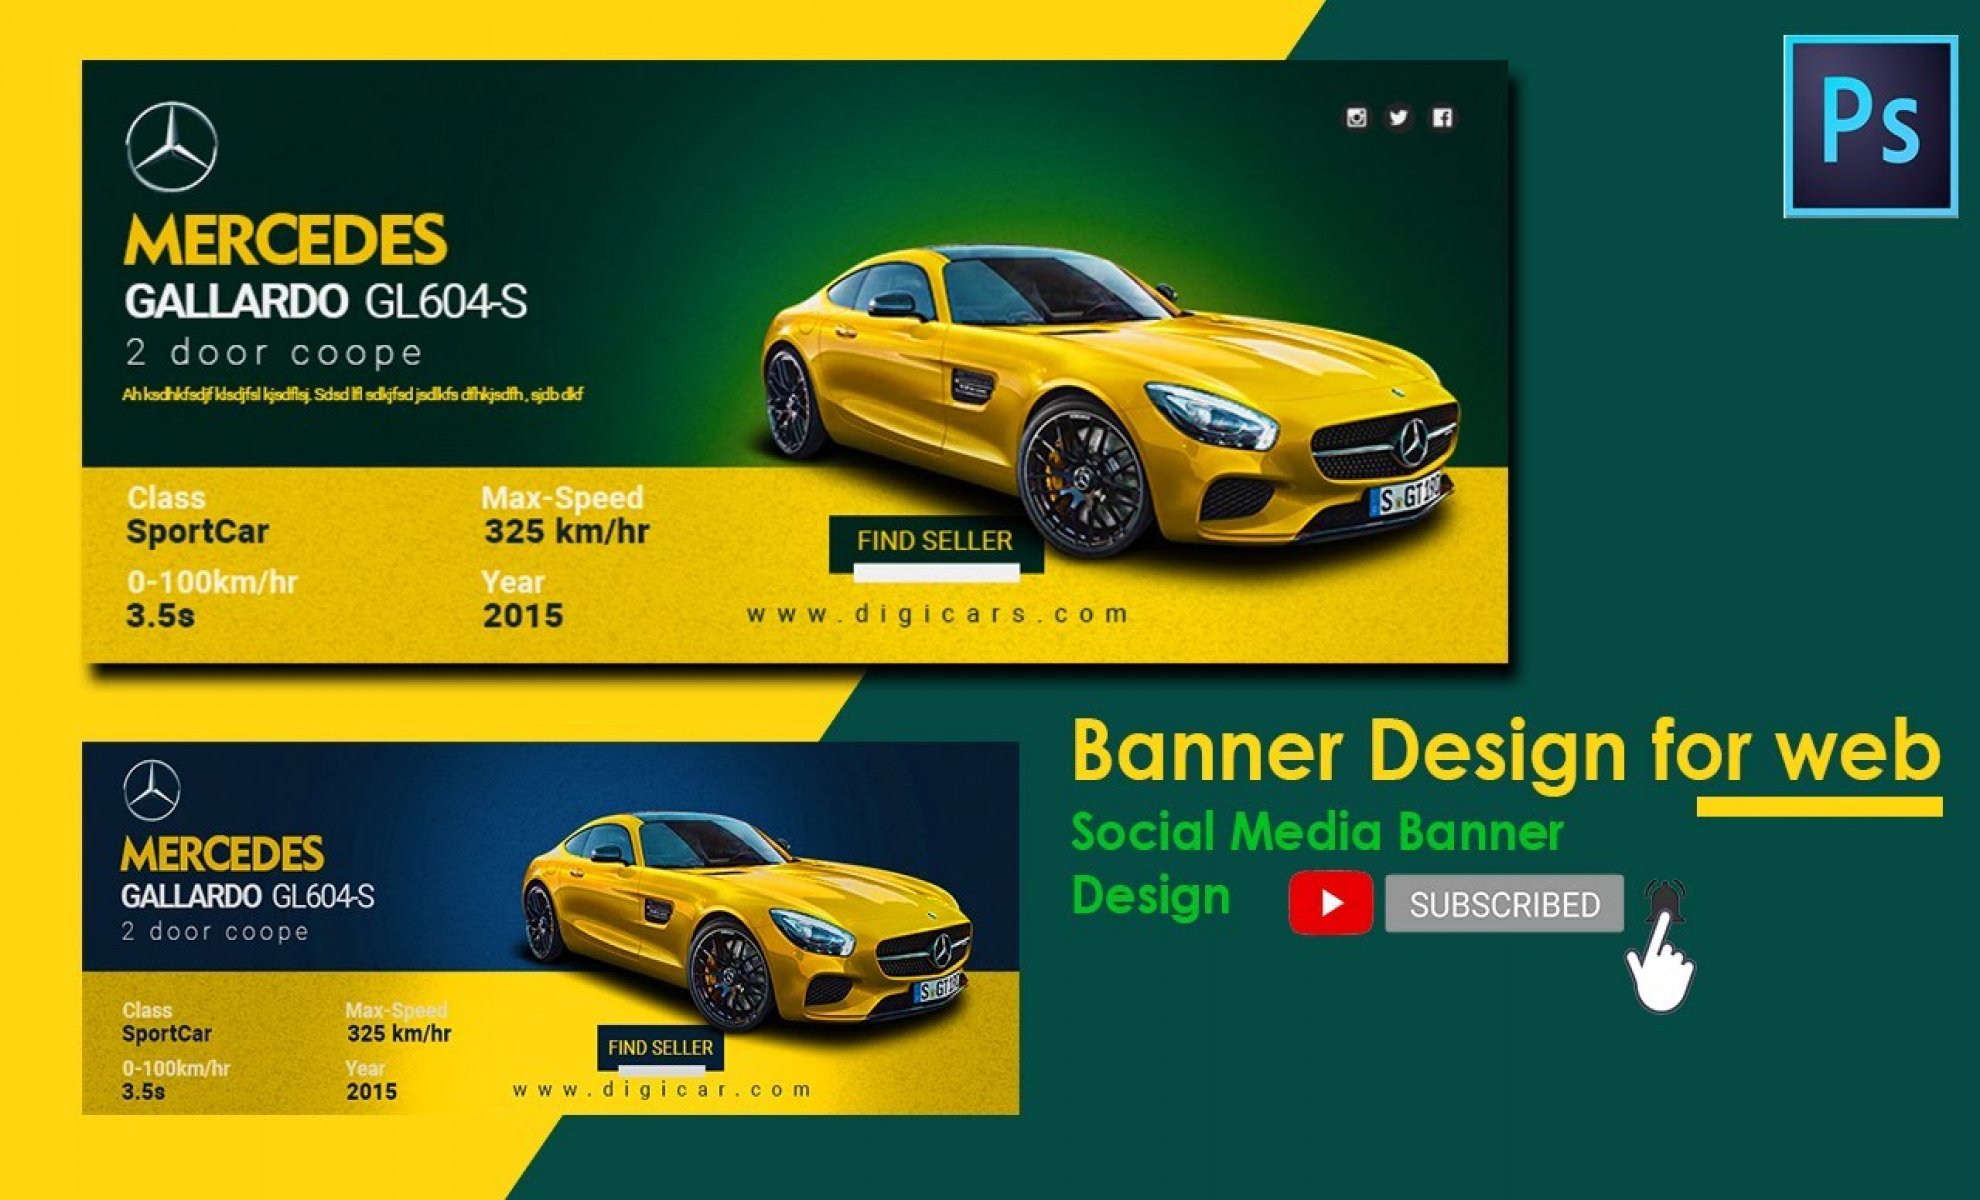 Ps
MERCEDES
GALLARDO GL604-S
2 door coope
Ah ksdhkfsdjf klsdjfsl kjsdflsj. Sdsd lfl sdkjfsd jsdlkfs dfhkjsdfh , sjdb dkf
Class
SportCar
Max-Speed
325 km/hr
0-100km/hr
3.5s
Year
2015
FIND SELLER
www.digicars.com
S GT 190
Banner Design for web
Social Media Banner
Design
SUBSCRIBED
MERCEDES
GALLARDO GL604-S
2 door coope
Class
SportCar
Max-Speed
325 km/hr
0-100km/hr
3.5s
Year
2015
FIND SELLER
www.digicar.com